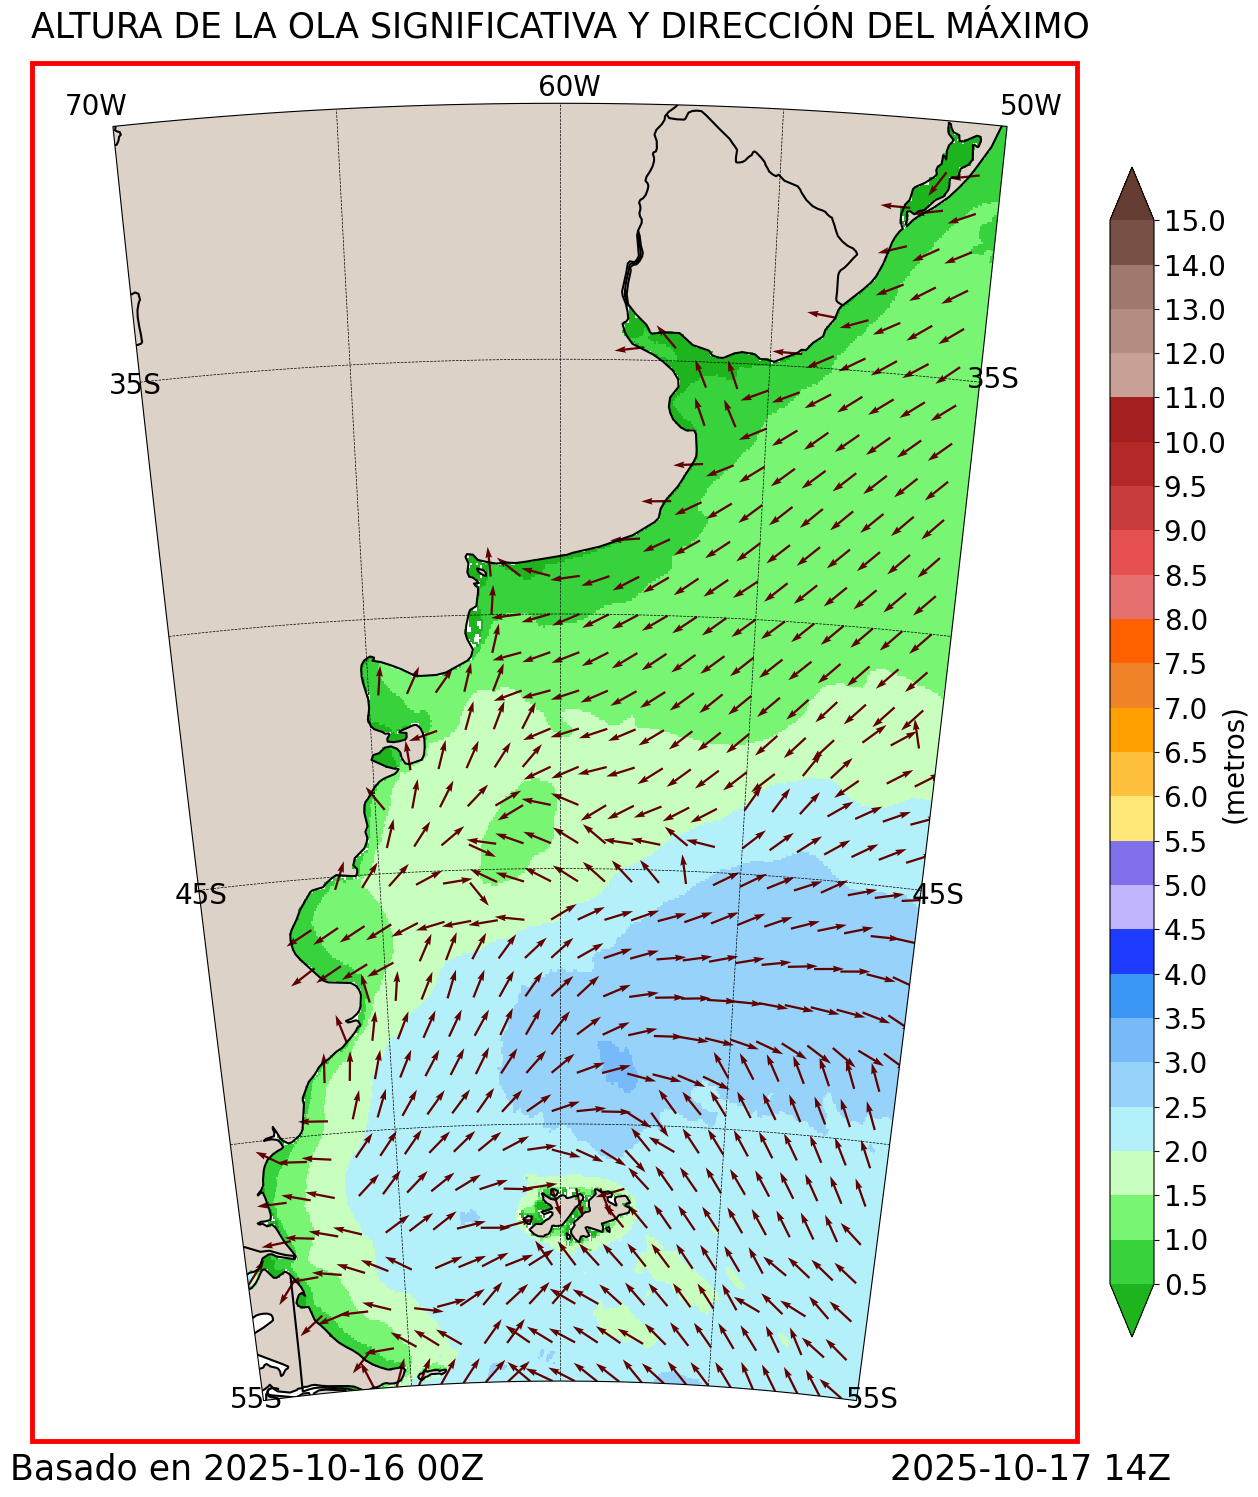 ALTURA DE LA OLA SIGNIFICATIVA Y DIRECCIÓN DEL MÁXIMO
70W
60W
50W
35S
35S
45S
45S
55S
55S
15.0
14.0
13.0
12.0
11.0
10.0
9.5
9.0
8.5
8.0
7.5
7.0
6.5
6.0
5.5
5.0
4.5
4.0
3.5
3.0
2.5
2.0
1.5
1.0
0.5
(metros)
Basado en 2025-10-16 00Z
2025-10-17 14Z